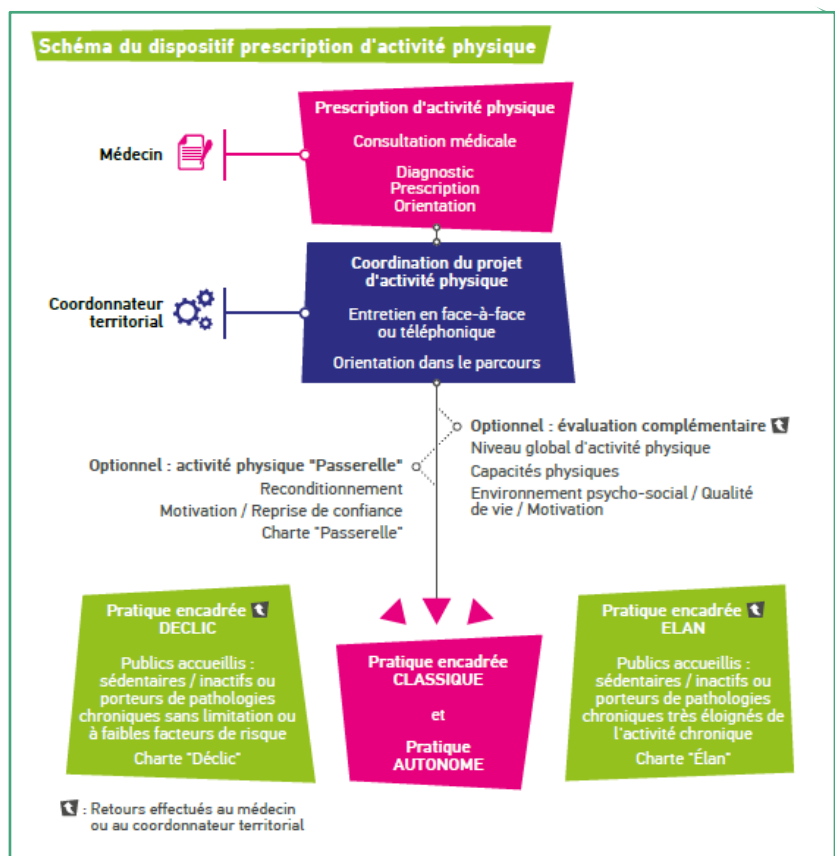 Schéma du dispositif prescription d'activité physique
Prescription d'activité physique
Consultation médicale
Diagnostic
Prescription
Orientation
Médecin
Coordination du projet
d'activité physique
Entretien en face-à-face
ou téléphonique
Orientation dans le parcours
Coordonnateur
territorial
Optionnel : évaluation complémentaire
Niveau global d'activité physique
Capacités physiques
Environnement psycho-social / Qualité
de vie / Motivation
Optionnel : activité physique "Passerelle"
Reconditionnement
Motivation / Reprise de confiance
Charte "Passerelle"
Pratique encadrée
DECLIC
Publics accueillis :
sédentaires / inactifs ou
porteurs de pathologies
chroniques sans limitation ou
à faibles facteurs de risque
Charte "Déclic"
Pratique encadrée
CLASSIQUE
et
Pratique
AUTONOME
Pratique encadrée
ELAN
Publics accueillis :
sédentaires / inactifs ou
porteurs de pathologies
chroniques très éloignés de
l'activité chronique
Charte "Élan"
: Retours effectués au médecin
ou au coordonnateur territorial